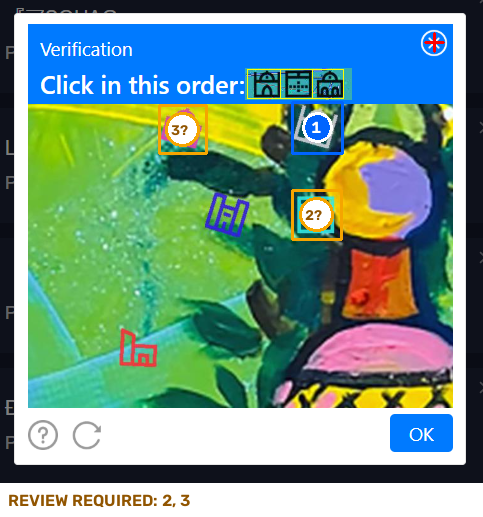 Verification
Click in this order:
3?
1
2?
OK
REVIEW REQUIRED: 2, 3